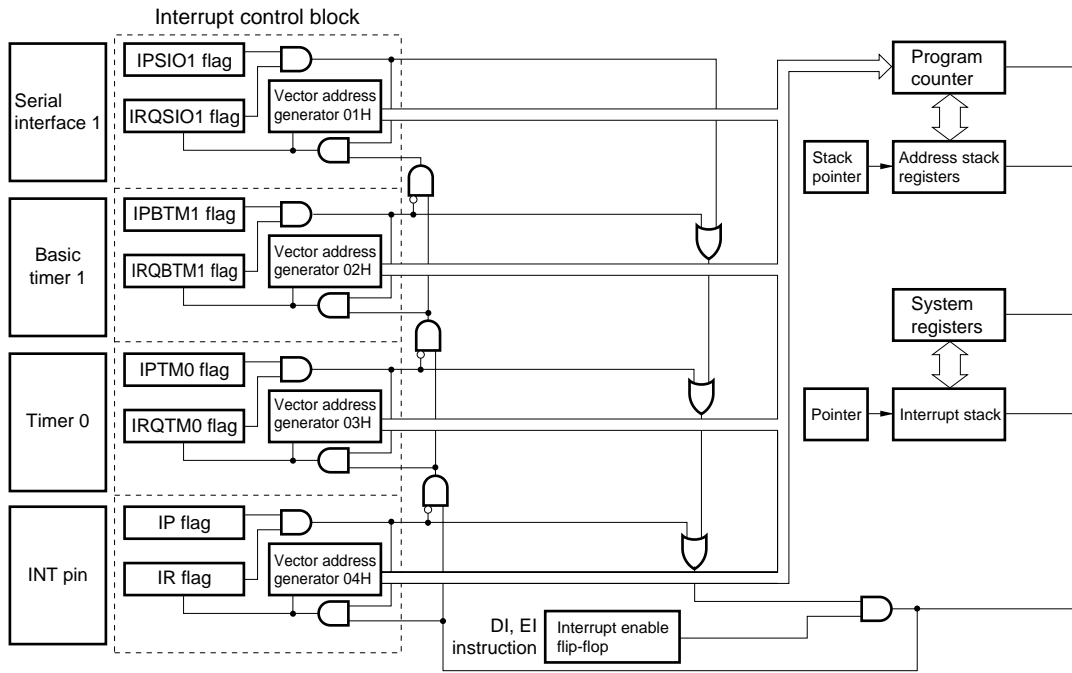 Interrupt control block
Serial
interface 1
IPSIO1 flag
IRQSIO1 flag
Vector address
generator 01H
Basic
timer 1
IPBTM1 flag
IRQBTM1 flag
Vector address
generator 02H
Timer 0
IPTM0 flag
IRQTM0 flag
Vector address
generator 03H
INT pin
IP flag
IR flag
Vector address
generator 04H
Program
counter
Stack
pointer
Address stack
registers
System
registers
Pointer
Interrupt stack
DI, EI
instruction
Interrupt enable
flip-flop